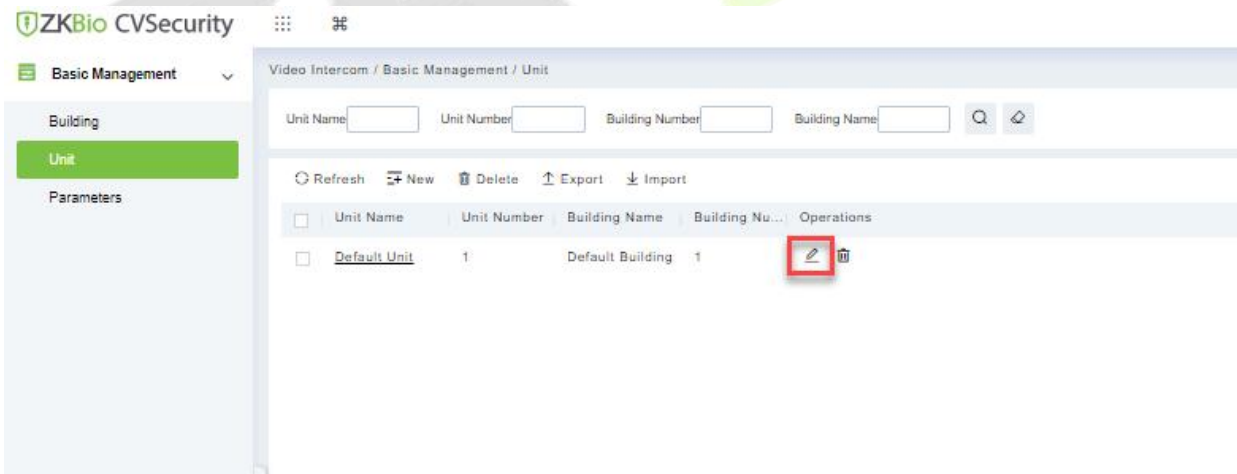 ZKBio CVSecurity
Basic Management
Building
Unit
Parameters
Video Intercom / Basic Management / Unit
Unit Name Unit Number Building Number Building Name
Refresh New Delete Export Import
Unit Name Unit Number Building Name Building Nu... Operations
Default Unit 1 Default Building 1